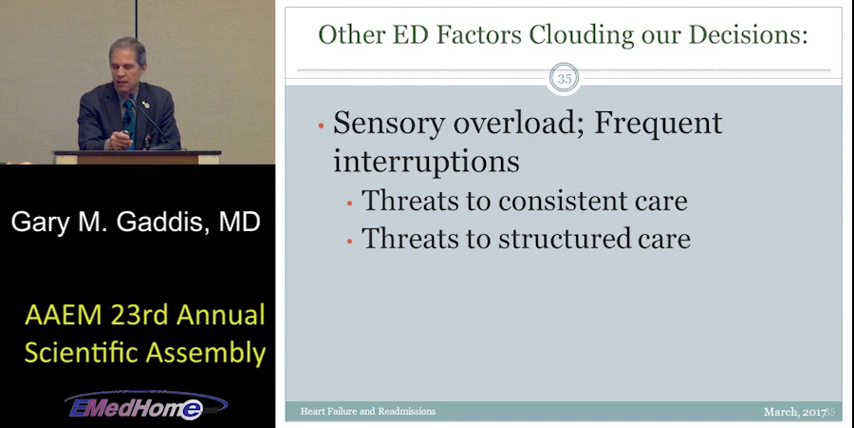 Other ED Factors Clouding our Decisions:
35
• Sensory overload; Frequent
interruptions
• Threats to consistent care
• Threats to structured care
Gary M. Gaddis, MD
AAEM 23rd Annual
Scientific Assembly
EMedHome
Heart Failure and Readmissions
March, 201735